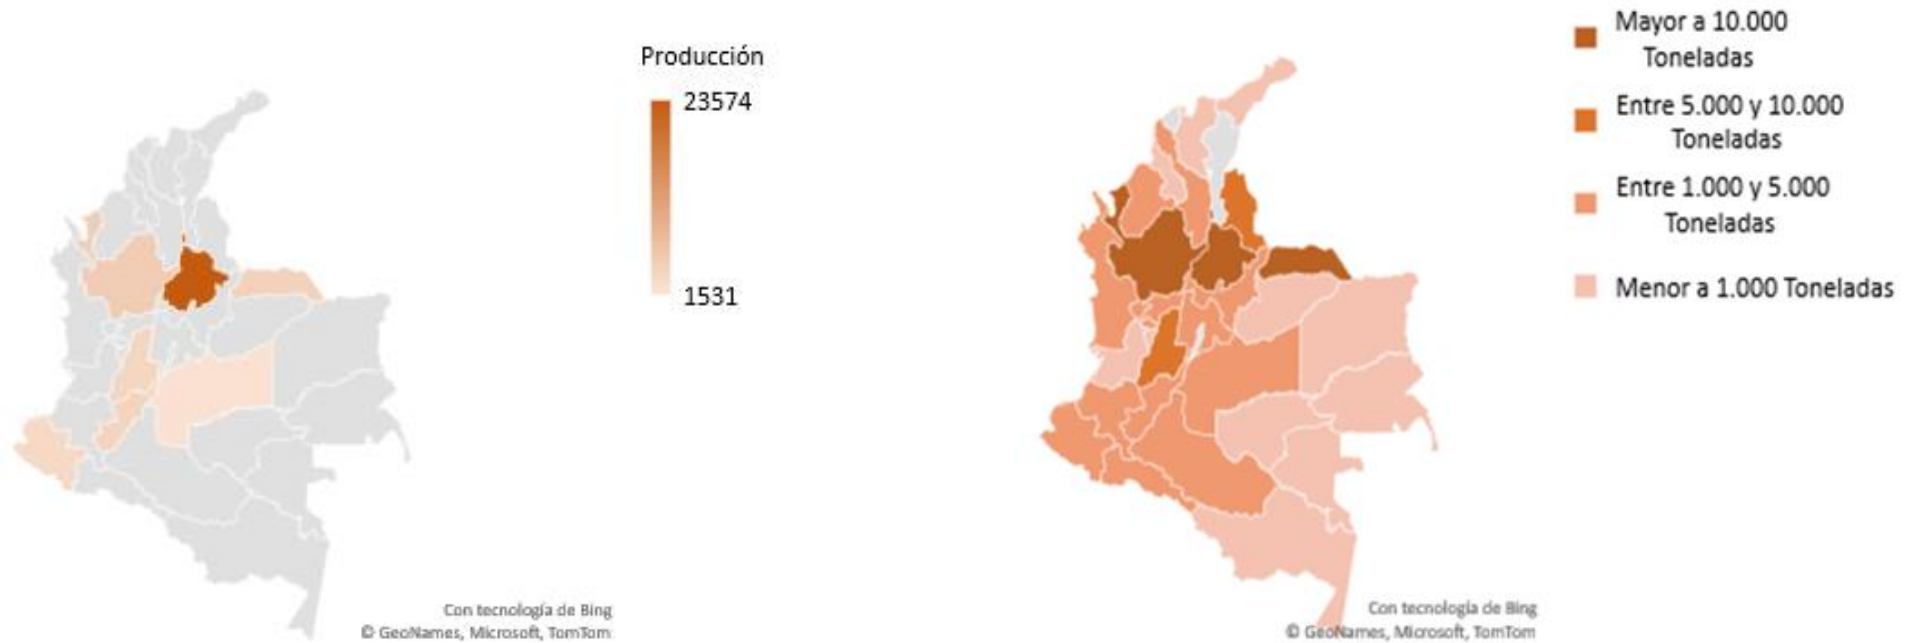 Producción
23574
1531
Con tecnología de Bing
© GeoNames, Microsoft, TomTom
Mayor a 10.000
Toneladas
Entre 5.000 y 10.000
Toneladas
Entre 1.000 y 5.000
Toneladas
Menor a 1.000 Toneladas
Con tecnología de Bing
© GeoNames, Microsoft, TomTom